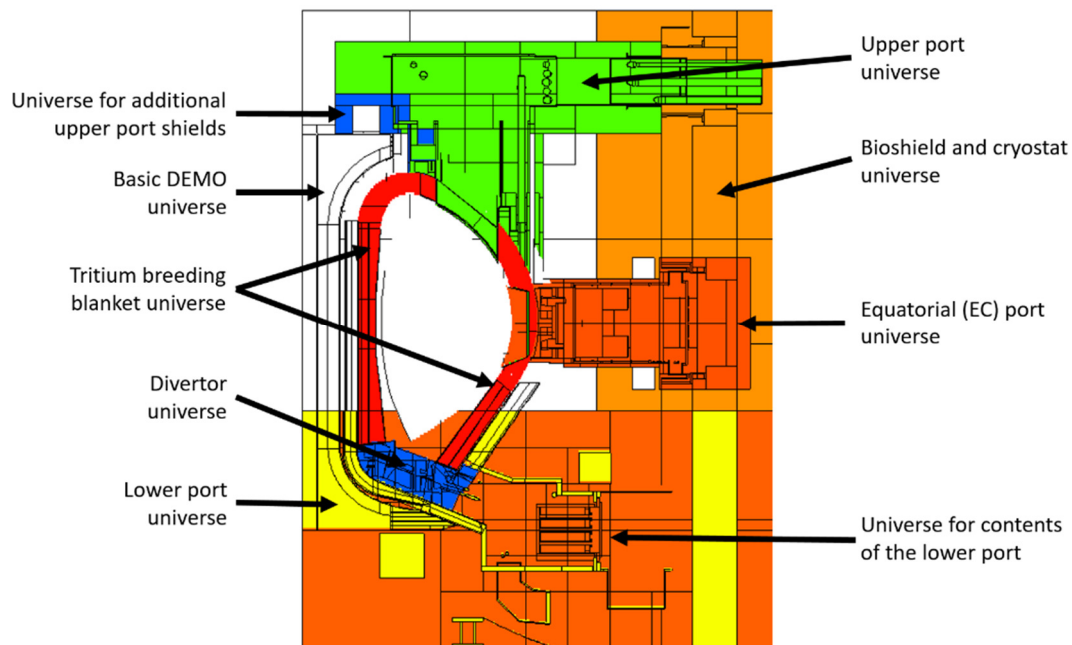 Universe for additional
upper port shields
Basic DEMO
universe
Tritium breeding
blanket universe
Divertor
universe
Lower port
universe
Upper port
universe
Bioshield and cryostat
universe
Equatorial (EC) port
universe
Universe for contents
of the lower port